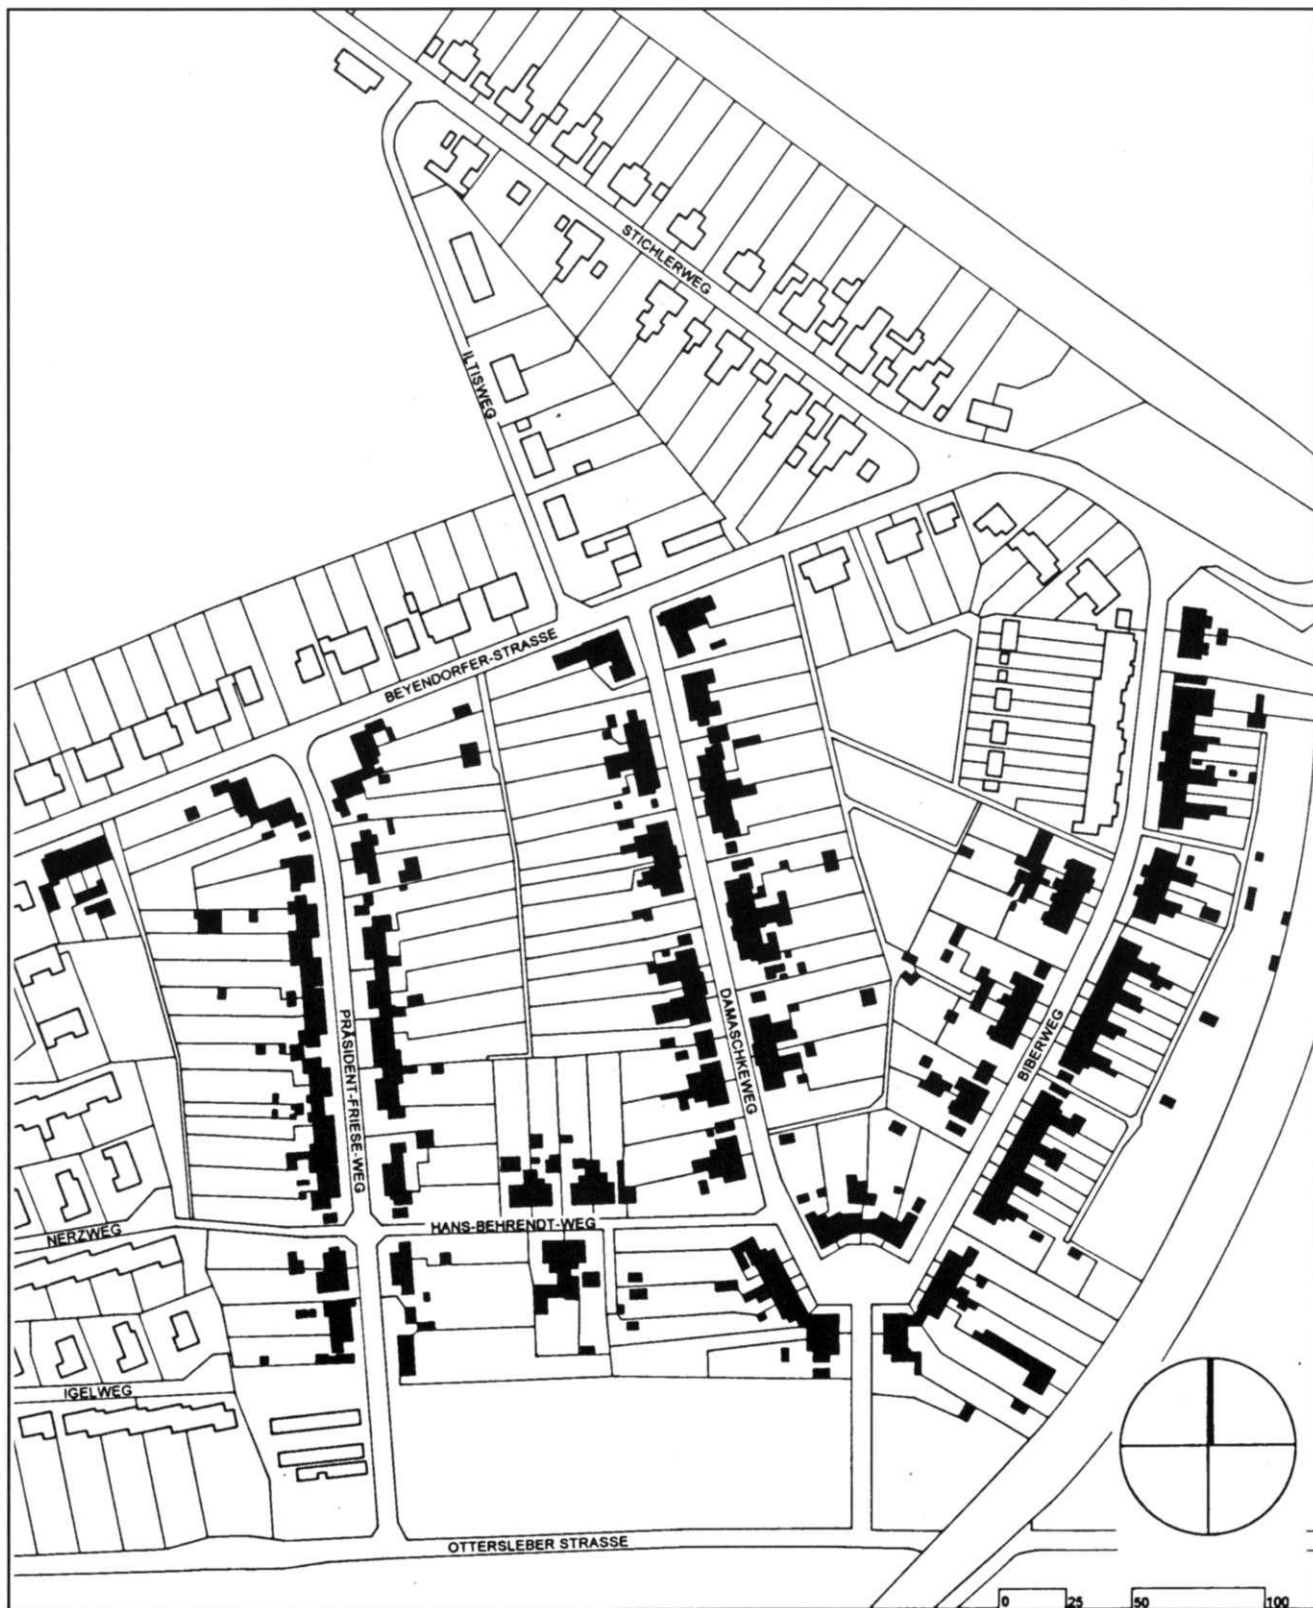 STICHLERWEG
ILTISWEG
BEYENDORFER-STRASSE
PRÄSIDENT-FRIESE-WEG
DAMASCHKEWEG
BIBERWEG
HANS-BEHRENDT-WEG
NERZWEG
IGELWEG
OTTERSLEBER STRASSE
0 25 50 100